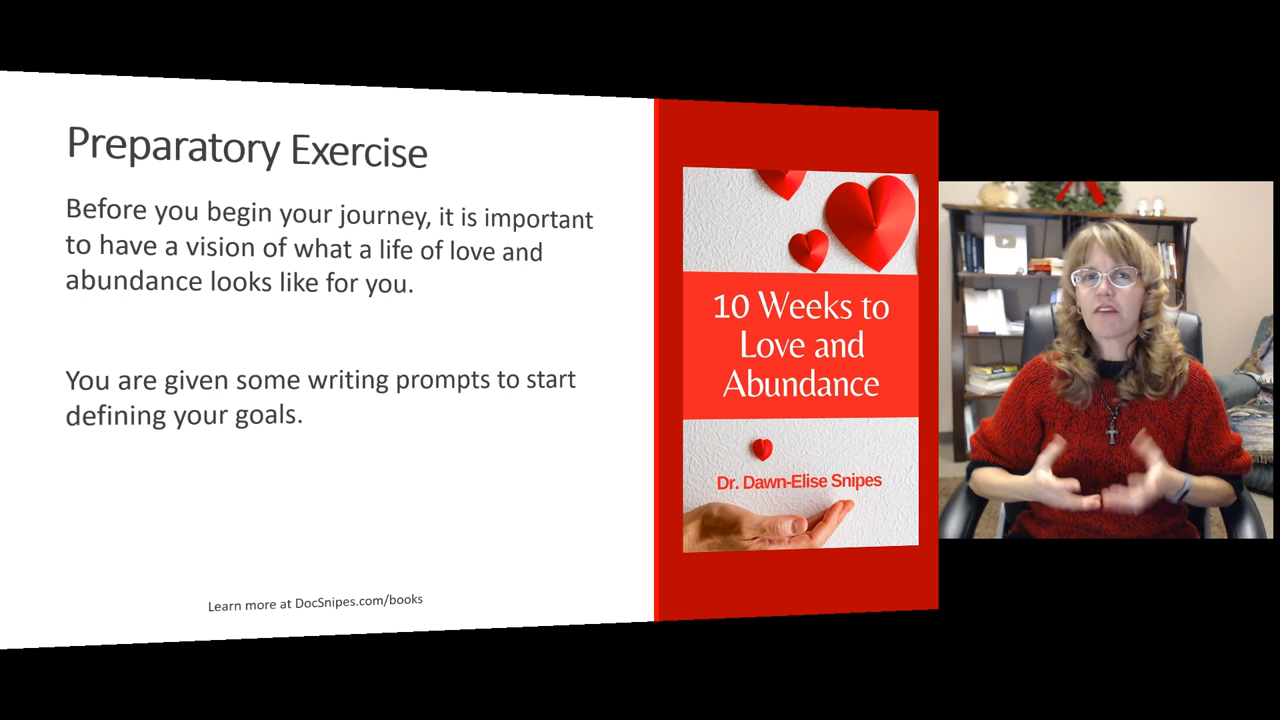 Preparatory Exercise
Before you begin your journey, it is important
to have a vision of what a life of love and
abundance looks like for you.
You are given some writing prompts to start
defining your goals.
Learn more at DocSnipes.com/books
10 Weeks to
Love and
Abundance
Dr. Dawn-Elise Snipes